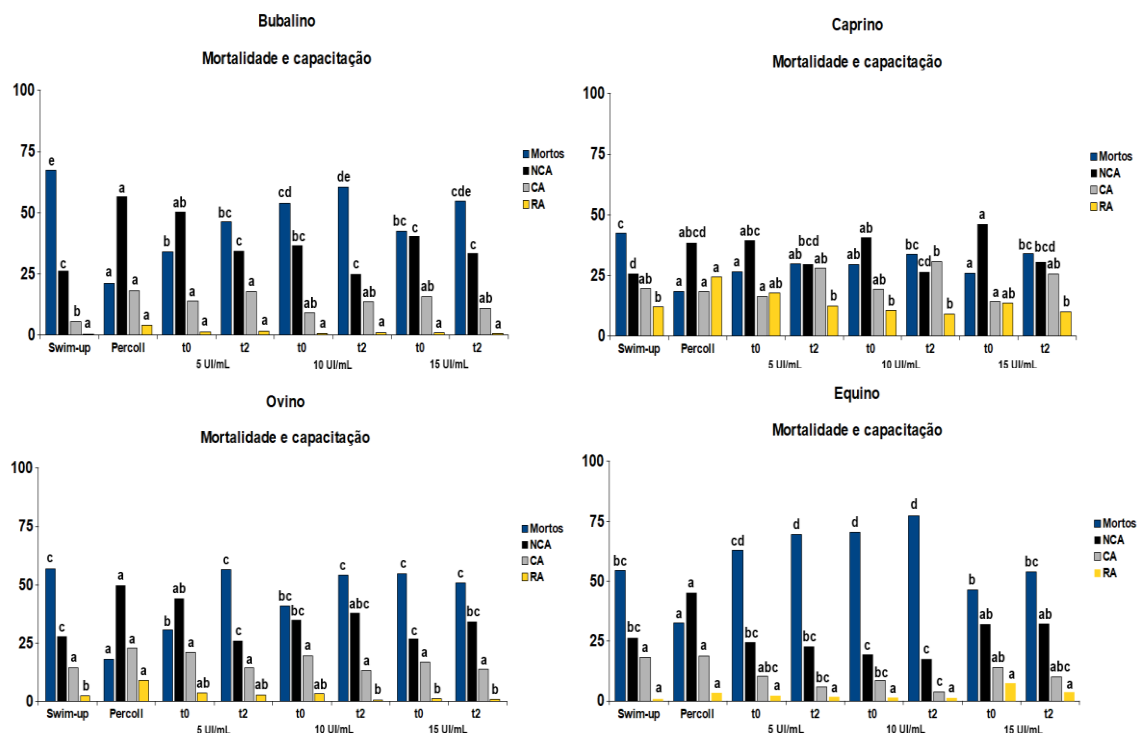 Bubalino
Mortalidade e capacitação
100
75
50
25
0
e c b a
a a a a
b ab a a
bc c a a
cd bc ab a
de c ab a
bc c ab a
cde c ab a
Mortos
NCA
CA
RA
Swim-up Percoll t0 t2 t0 t2 t0 t2
5 UI/mL 10 UI/mL 15 UI/mL
Caprino
Mortalidade e capacitação
100
75
50
25
0
c d ab b
a abcd ab a
a abc a ab
ab bcd ab ab
ab ab ab b
bc cd b b
a a a ab
bc bcd ab b
Mortos
NCA
CA
RA
Swim-up Percoll t0 t2 t0 t2 t0 t2
5 UI/mL 10 UI/mL 15 UI/mL
Ovino
Mortalidade e capacitação
100
75
50
25
0
c c a b
a a a a
b ab a ab
c c a ab
bc bc a ab
c abc a b
c c a b
c bc a b
Mortos
NCA
CA
RA
Swim-up Percoll t0 t2 t0 t2 t0 t2
5 UI/mL 10 UI/mL 15 UI/mL
Equino
Mortalidade e capacitação
100
75
50
25
0
bc bc a a
a a a a
cd bc abc a
d bc bc a
d c bc a
d c c a
b ab ab a
bc ab abc a
Mortos
NCA
CA
RA
Swim-up Percoll t0 t2 t0 t2 t0 t2
5 UI/mL 10 UI/mL 15 UI/mL